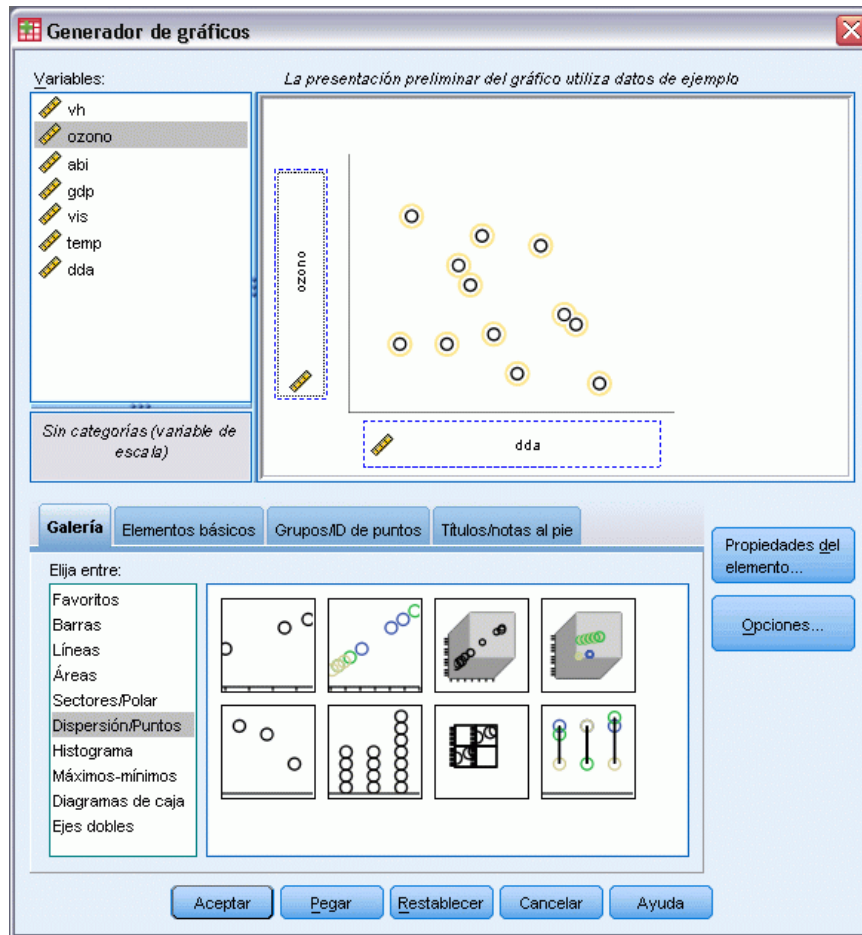 Generador de gráficos
Variables:
La presentación preliminar del gráfico utiliza datos de ejemplo
vh
ozono
abi
gdp
vis
temp
dda
Sin categorías (variable de
escala)
ozono
dda
Galería
Elementos básicos
Grupos/ID de puntos
Títulos/notas al pie
Elija entre:
Favoritos
Barras
Líneas
Áreas
Sectores/Polar
Dispersión/Puntos
Histograma
Máximos-mínimos
Diagramas de caja
Ejes dobles
Propiedades del
elemento...
Opciones...
Aceptar
Pegar
Restablecer
Cancelar
Ayuda